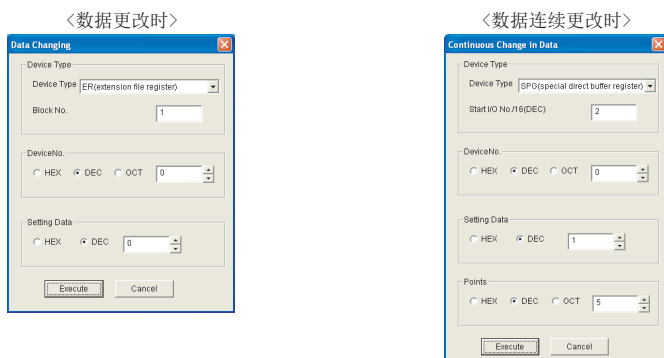 〈数据更改时〉
Data Changing
Device Type
Device Type ER(extension file register)
Block No. 1
DeviceNo.
HEX DEC OCT 0
Setting Data
HEX DEC 0
Execute Cancel
〈数据连续更改时〉
Continuous Change in Data
Device Type
Device Type SPG(special direct buffer register)
Start I/O No./16(DEC) 2
DeviceNo.
HEX DEC OCT 0
Setting Data
HEX DEC 1
Points
HEX DEC OCT 5
Execute Cancel